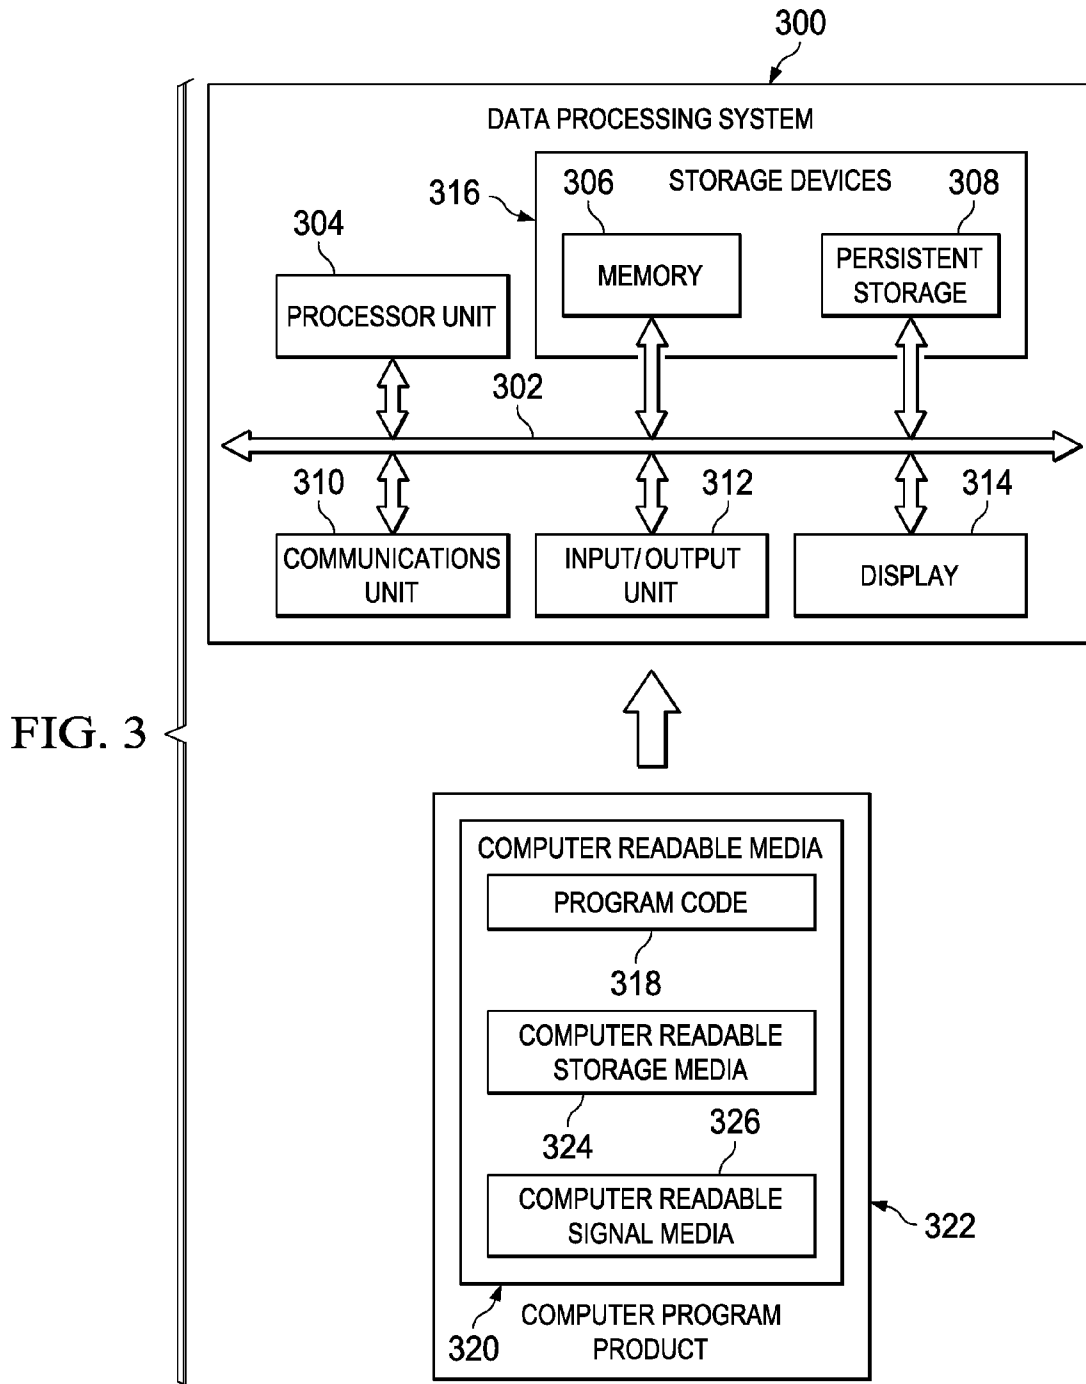 300
DATA PROCESSING SYSTEM
316
306
STORAGE DEVICES
308
304
MEMORY
PERSISTENT
STORAGE
PROCESSOR UNIT
302
310
312
314
COMMUNICATIONS
UNIT
INPUT/OUTPUT
UNIT
DISPLAY
FIG. 3
COMPUTER READABLE MEDIA
PROGRAM CODE
318
COMPUTER READABLE
STORAGE MEDIA
324
326
COMPUTER READABLE
SIGNAL MEDIA
322
320
COMPUTER PROGRAM
PRODUCT